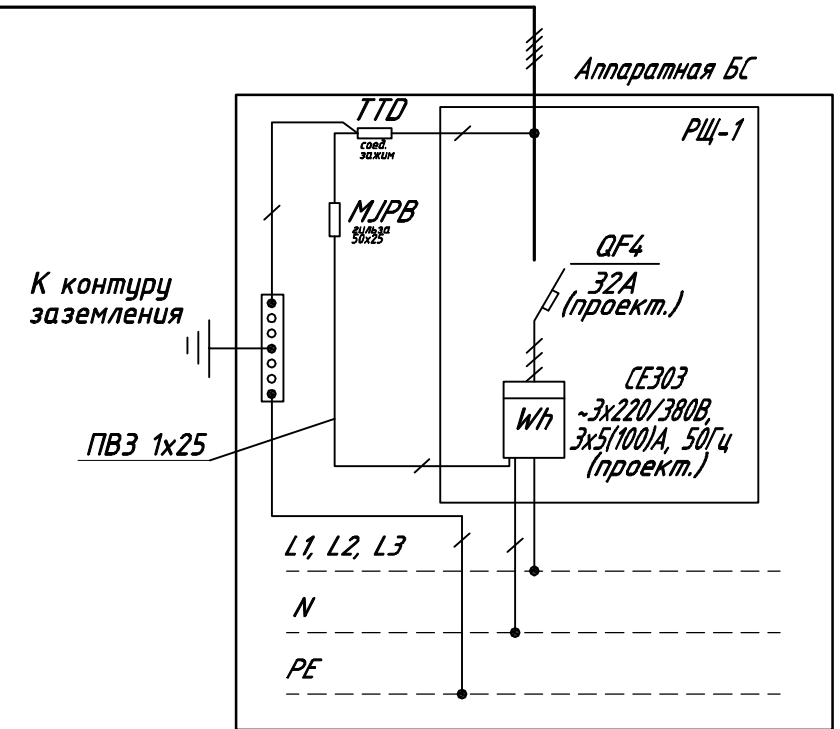 Аппаратная БС
TTD
соед.
зажим
РЩ-1
MJPB
гильза
50х25
QF4
32А
(проект.)
К контуру
заземления
СЕ303
~3х220/380В,
3х5(100)А, 50Гц
(проект.)
Wh
ПВ3 1х25
L1, L2, L3
N
PE